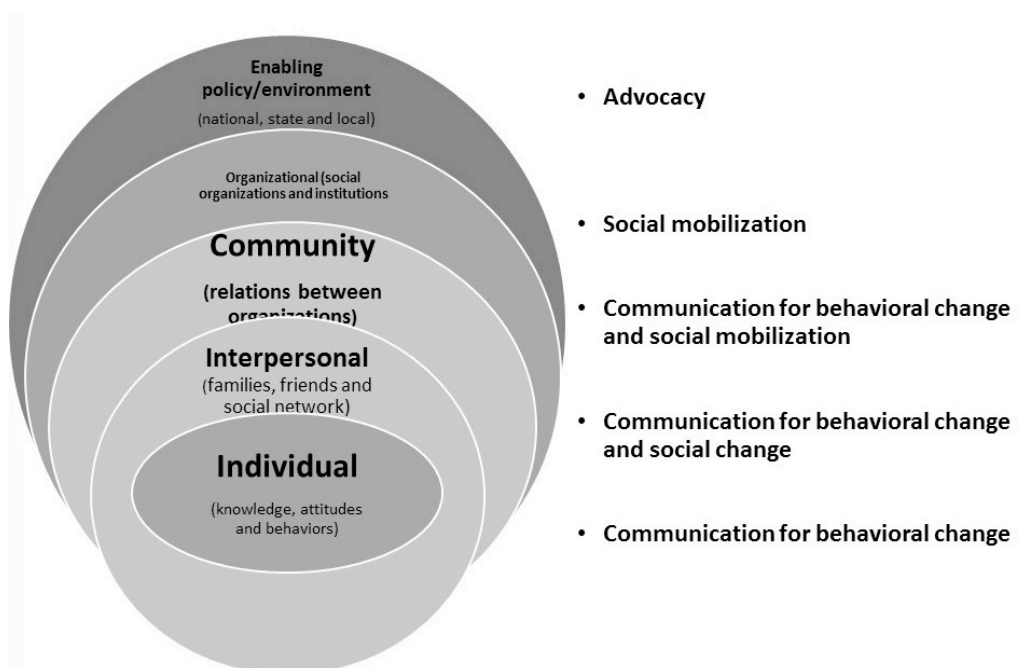 Enabling
policy/environment
(national, state and local)
Organizational (social
organizations and institutions
Community
(relations between
organizations)
Interpersonal
(families, friends and
social network)
Individual
(knowledge, attitudes
and behaviors)
• Advocacy
• Social mobilization
• Communication for behavioral change
and social mobilization
• Communication for behavioral change
and social change
• Communication for behavioral change